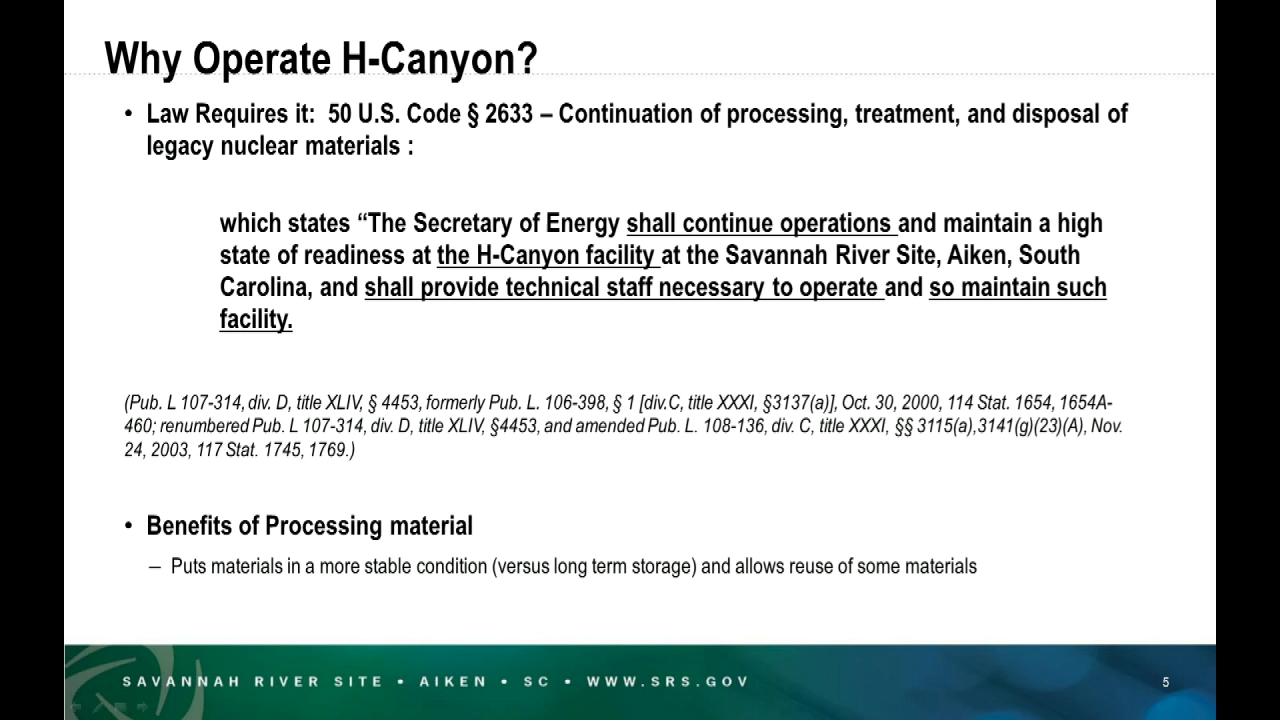 Why Operate H-Canyon?
• Law Requires it: 50 U.S. Code § 2633 – Continuation of processing, treatment, and disposal of
legacy nuclear materials :
which states “The Secretary of Energy shall continue operations and maintain a high
state of readiness at the H-Canyon facility at the Savannah River Site, Aiken, South
Carolina, and shall provide technical staff necessary to operate and so maintain such
facility.
(Pub. L 107-314, div. D, title XLIV, § 4453, formerly Pub. L. 106-398, § 1 [div.C, title XXXI, §3137(a)], Oct. 30, 2000, 114 Stat. 1654, 1654A-
460; renumbered Pub. L 107-314, div. D, title XLIV, §4453, and amended Pub. L. 108-136, div. C, title XXXI, §§ 3115(a),3141(g)(23)(A), Nov.
24, 2003, 117 Stat. 1745, 1769.)
• Benefits of Processing material
– Puts materials in a more stable condition (versus long term storage) and allows reuse of some materials
SAVANNAH RIVER SITE • AIKEN • SC • WWW.SRS.GOV
5